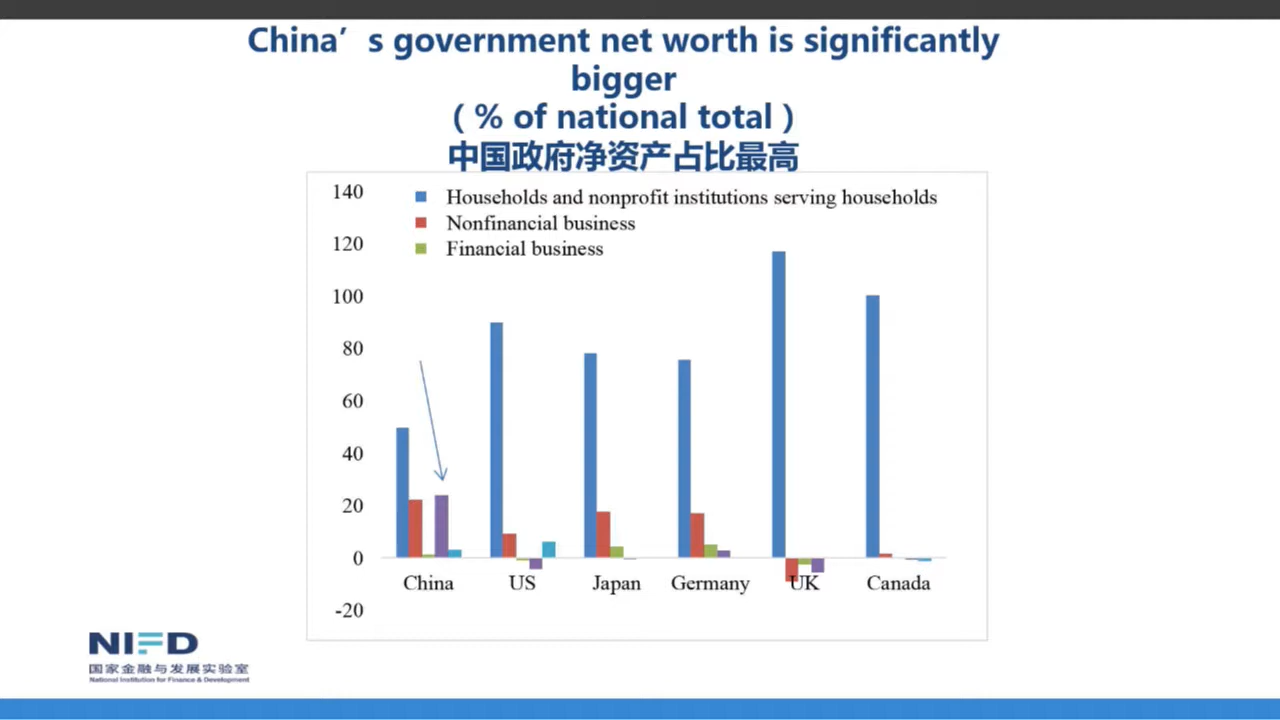 China’s government net worth is significantly
bigger
( % of national total )
中国政府净资产占比最高
140
Households and nonprofit institutions serving households
Nonfinancial business
120
Financial business
100
80
60
40
20
0
China US Japan Germany UK Canada
-20
NIFD
国家金融与发展实验室
National Institution for Finance & Development